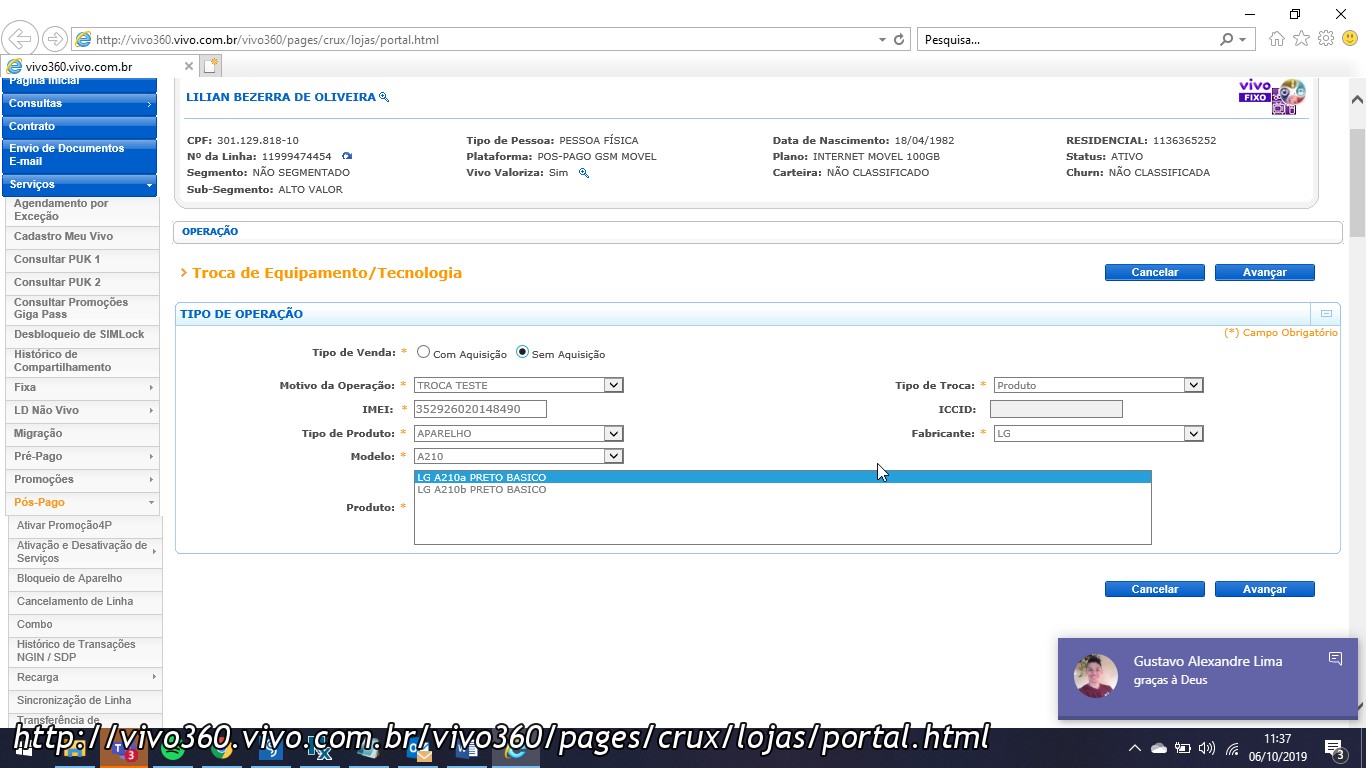 http://vivo360.vivo.com.br/vivo360/pages/crux/lojas/portal.html
Pesquisa...
vivo360.vivo.com.br
Página Inicial
Consultas
Contrato
Envio de Documentos
E-mail
Serviços
Agendamento por
Exceção
Cadastro Meu Vivo
Consultar PUK 1
Consultar PUK 2
Consultar Promoções
Giga Pass
Desbloqueio de SIMLock
Histórico de
Compartilhamento
Fixa
LD Não Vivo
Migração
Pré-Pago
Promoções
Pós-Pago
Ativar Promoção4P
Ativação e Desativação de
Serviços
Bloqueio de Aparelho
Cancelamento de Linha
Combo
Histórico de Transações
NGIN / SDP
Recarga
Sincronização de Linha
Transferência de
LILIAN BEZERRA DE OLIVEIRA
vivo
FIXO
CPF: 301.129.818-10 Tipo de Pessoa: PESSOA FÍSICA Data de Nascimento: 18/04/1982 RESIDENCIAL: 1136365252
Nº da Linha: 11999474454 Plataforma: POS-PAGO GSM MOVEL Plano: INTERNET MOVEL 100GB Status: ATIVO
Segmento: NÃO SEGMENTADO Vivo Valoriza: Sim Carteira: NÃO CLASSIFICADO Churn: NÃO CLASSIFICADA
Sub-Segmento: ALTO VALOR
OPERAÇÃO
Troca de Equipamento/Tecnologia Cancelar Avançar
TIPO DE OPERAÇÃO
(*) Campo Obrigatório
Tipo de Venda: * Com Aquisição Sem Aquisição
Motivo da Operação: * TROCA TESTE Tipo de Troca: * Produto
IMEI: * 352926020148490 ICCID:
Tipo de Produto: * APARELHO Fabricante: * LG
Modelo: * A210
LG A210a PRETO BASICO
LG A210b PRETO BASICO
Produto: *
Cancelar Avançar
Gustavo Alexandre Lima
graças à Deus
http://vivo360.vivo.com.br/vivo360/pages/crux/lojas/portal.html
3
11:37
06/10/2019
3